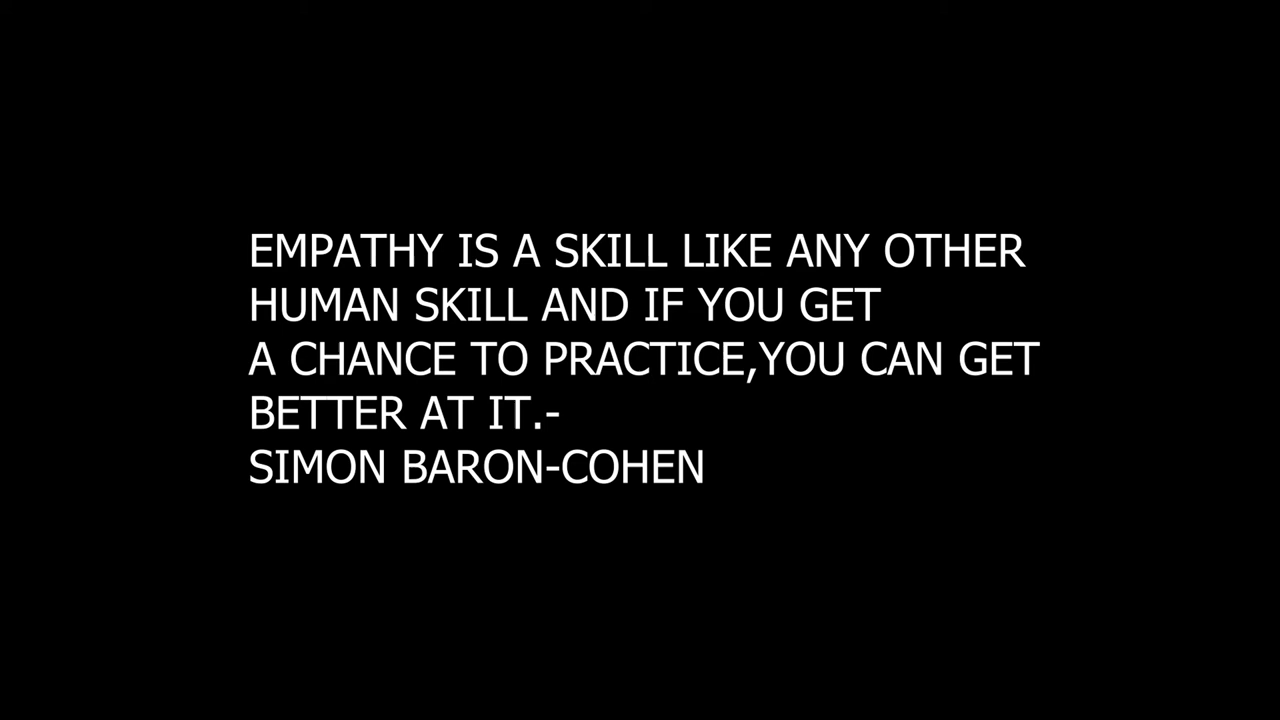 EMPATHY IS A SKILL LIKE ANY OTHER
HUMAN SKILL AND IF YOU GET
A CHANCE TO PRACTICE,YOU CAN GET
BETTER AT IT.-
SIMON BARON-COHEN